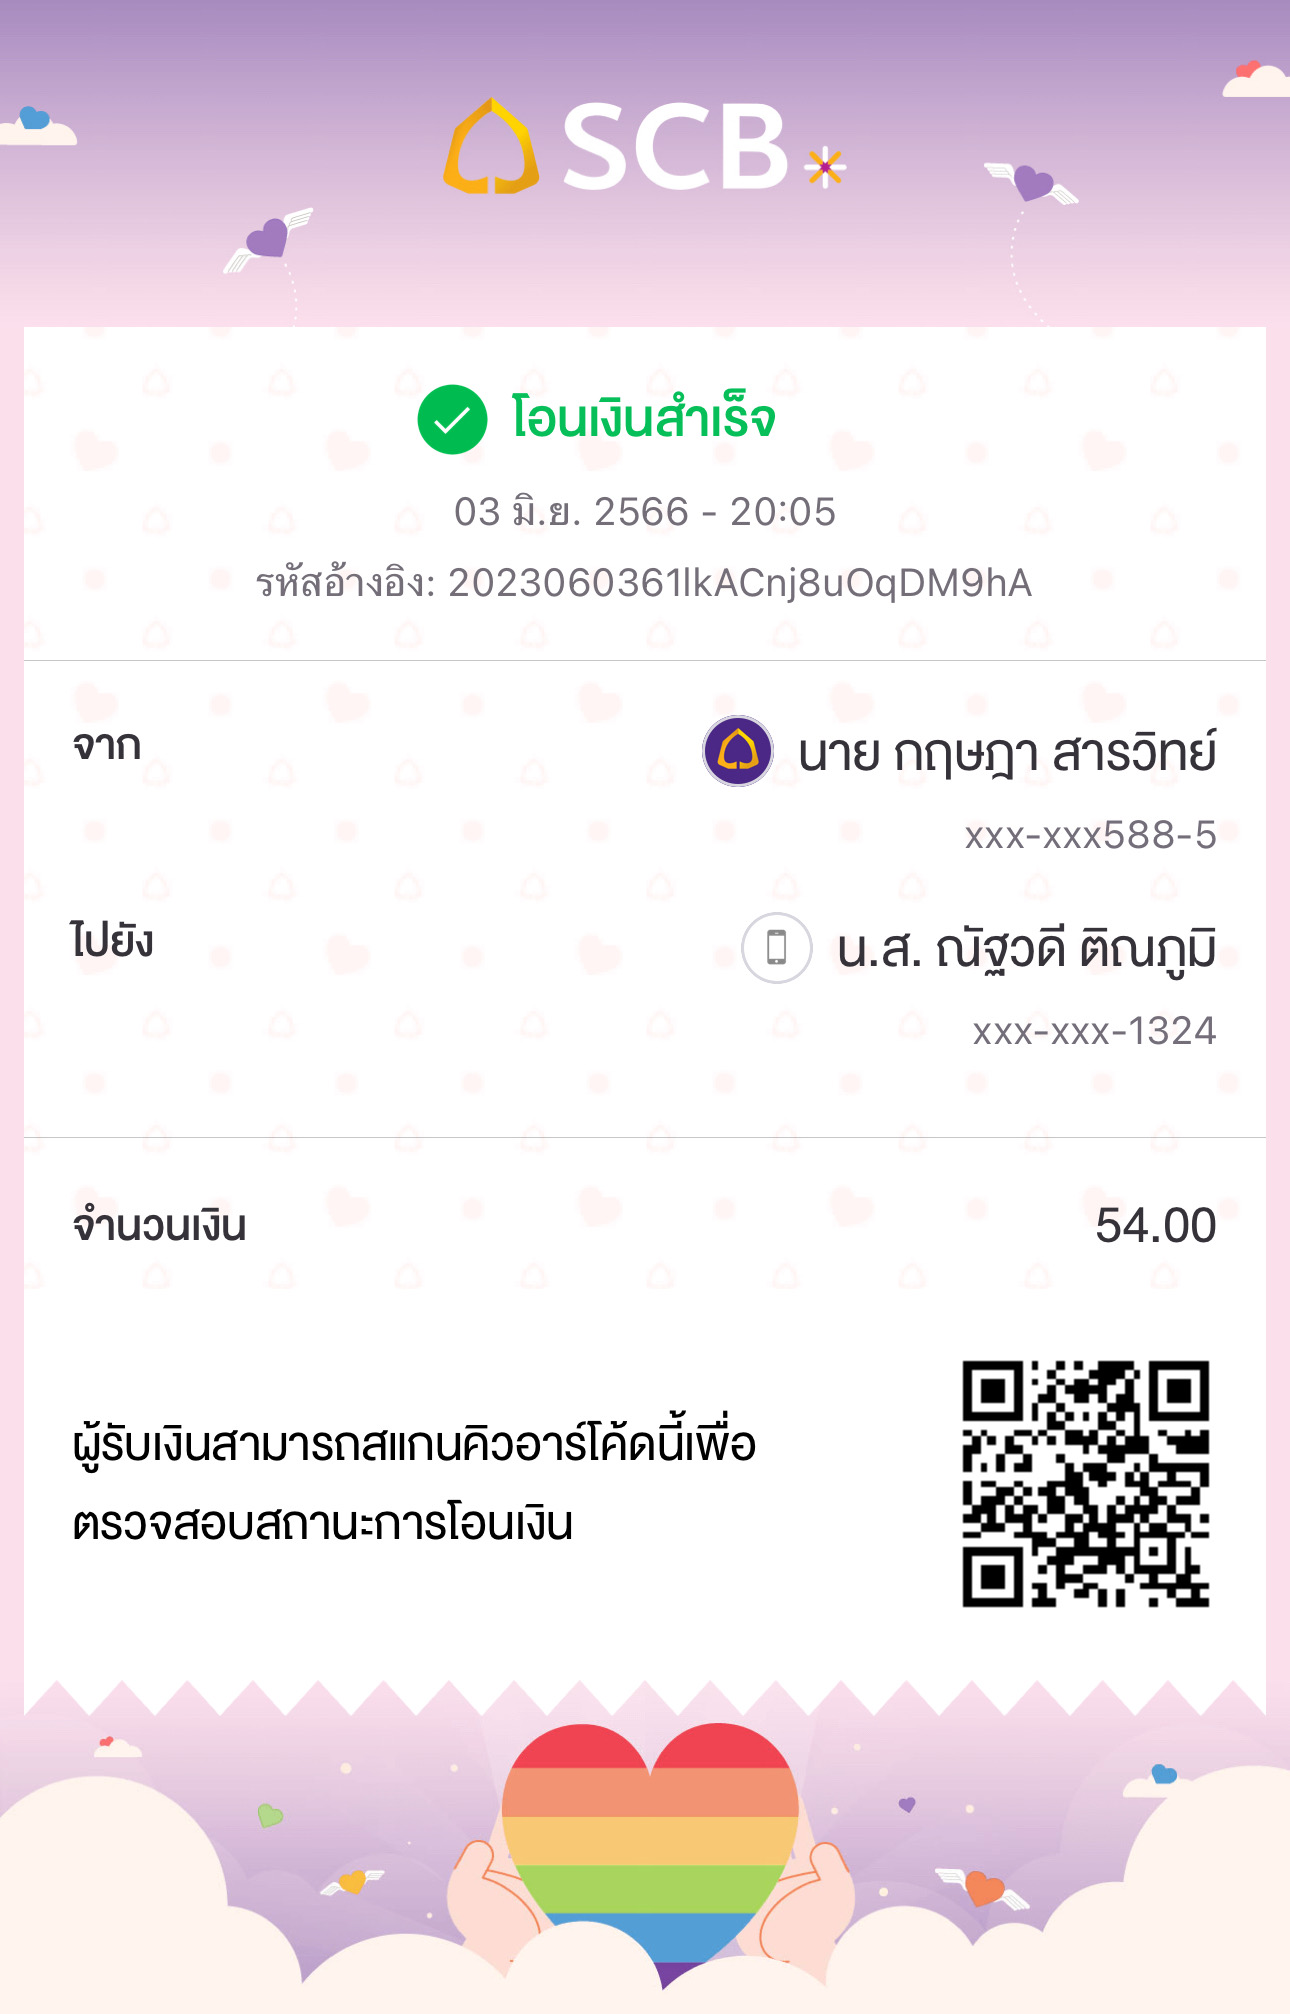 SCB
โอนเงินสำเร็จ
03 มิ.ย. 2566 - 20:05
รหัสอ้างอิง: 2023060361lkACnj8uOqDM9hA
จาก
นาย กฤษฎา สารวิทย์
xxx-xxx588-5
ไปยัง
น.ส. ณัฐวดี ติณภูมิ
xxx-xxx-1324
จำนวนเงิน
54.00
ผู้รับเงินสามารถสแกนคิวอาร์โค้ดนี้เพื่อ
ตรวจสอบสถานะการโอนเงิน